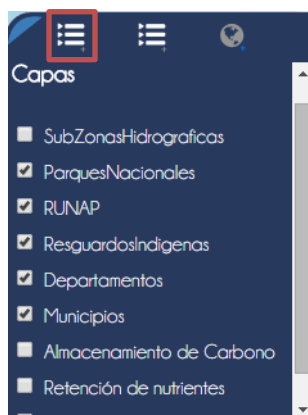 Capas
SubZonasHidrograficas
ParquesNacionales
RUNAP
ResguardosIndigenas
Departamentos
Municipios
Almacenamiento de Carbono
Retención de nutrientes